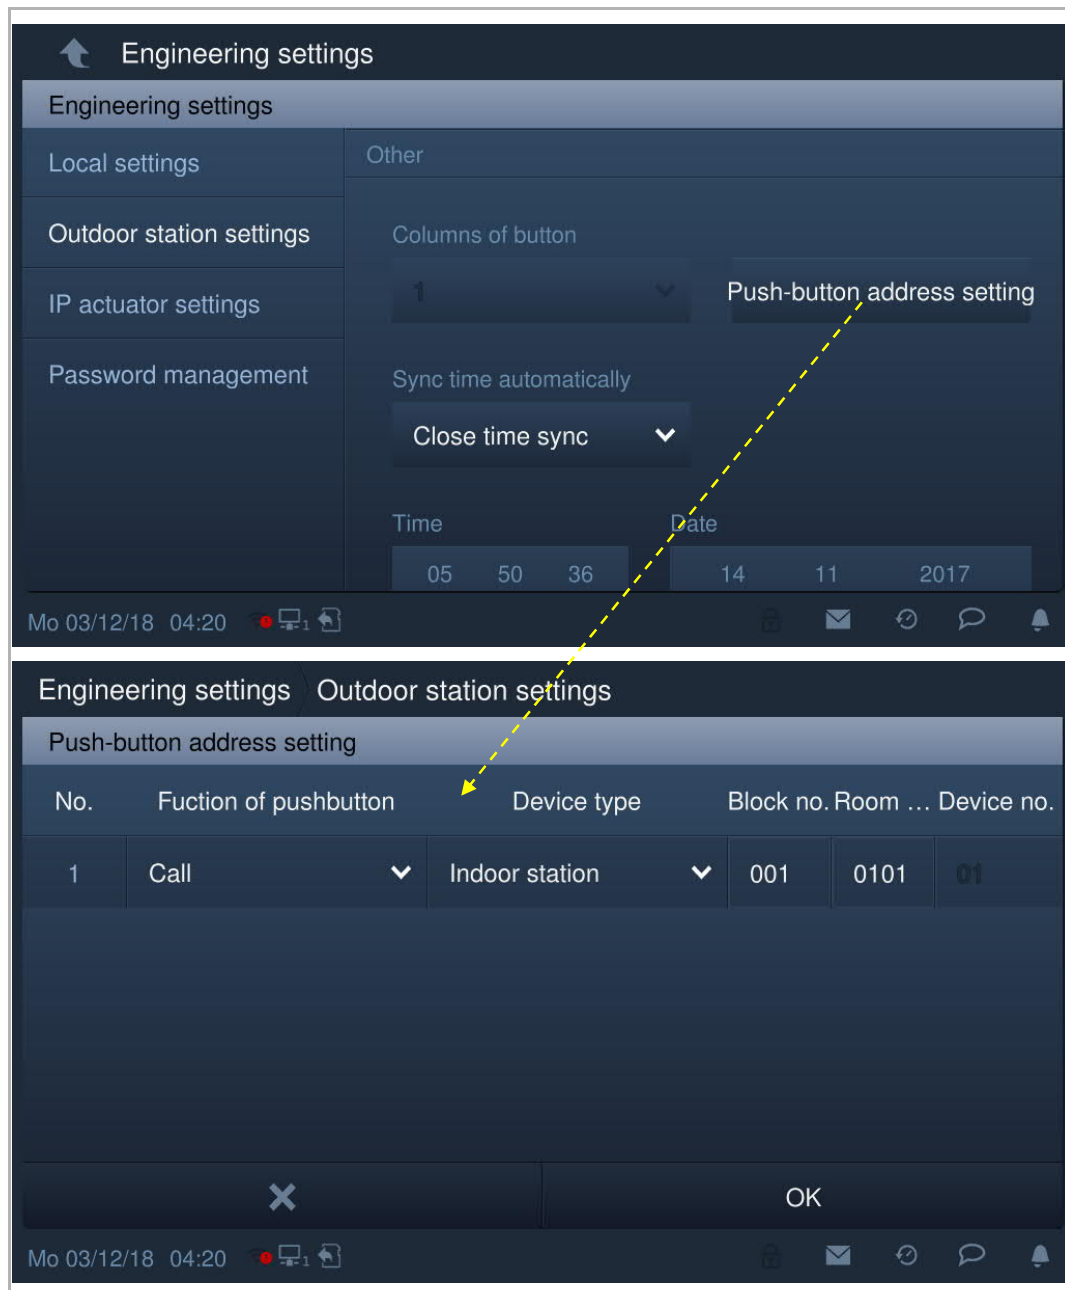 Engineering settings
Engineering settings
Local settings
Other
Outdoor station settings
Columns of button
1
Push-button address setting
IP actuator settings
Password management
Sync time automatically
Close time sync
Time
Date
05 50 36
14 11 2017
Mo 03/12/18 04:20 1
Engineering settings Outdoor station settings
Push-button address setting
No. Fuction of pushbutton Device type Block no. Room ... Device no.
1 Call Indoor station 001 0101 01
OK
Mo 03/12/18 04:20 1